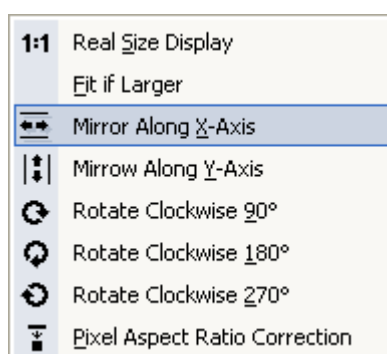 1:1 Real Size Display
Fit if Larger
Mirror Along X-Axis
Mirrow Along Y-Axis
Rotate Clockwise 90°
Rotate Clockwise 180°
Rotate Clockwise 270°
Pixel Aspect Ratio Correction